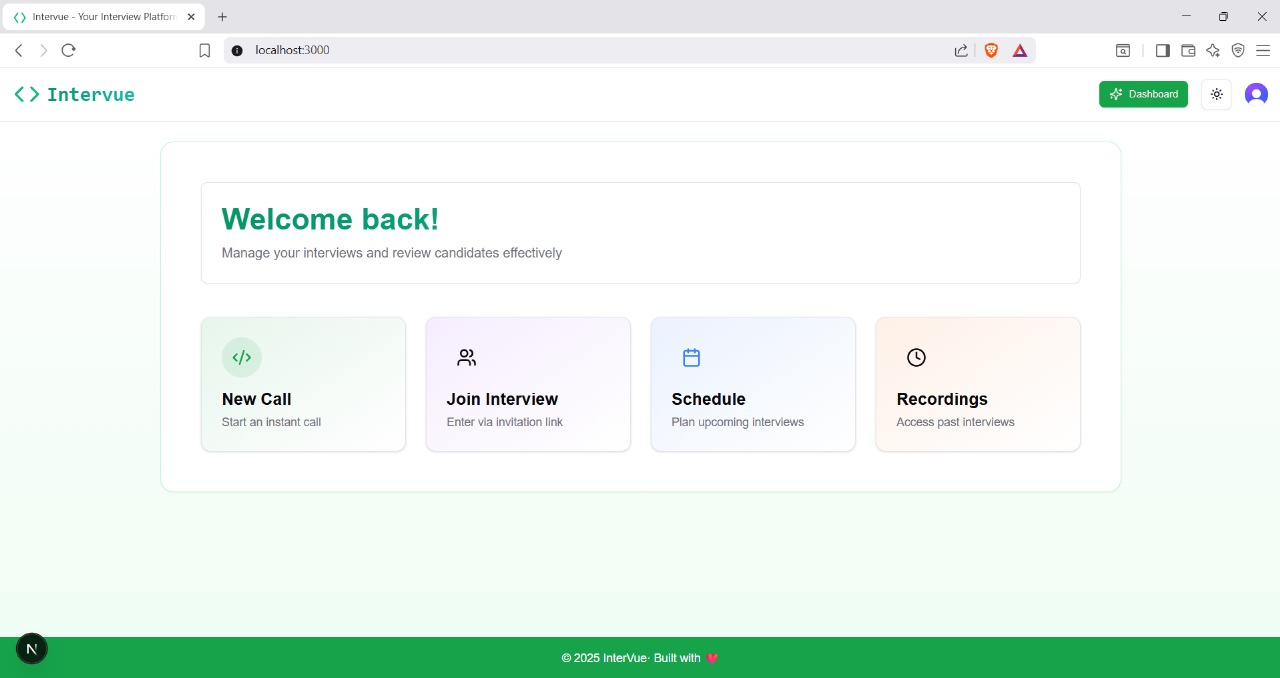 Intervue - Your Interview Platform
localhost:3000
Intervue
Dashboard
Welcome back!
Manage your interviews and review candidates effectively
New Call
Start an instant call
Join Interview
Enter via invitation link
Schedule
Plan upcoming interviews
Recordings
Access past interviews
N
© 2025 InterVue· Built with ❤️